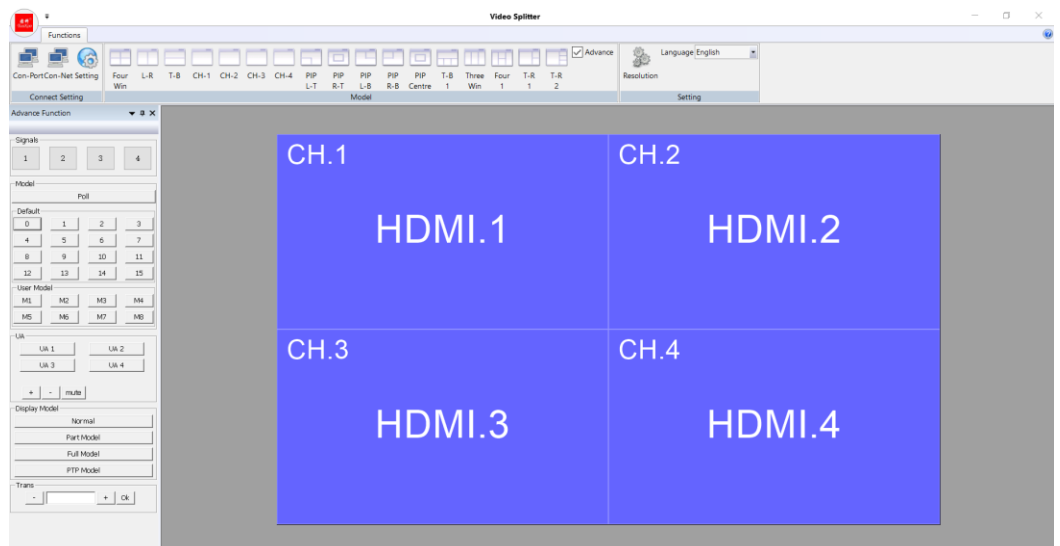 Video Splitter
Functions
Con-Port Con-Net Setting
Four Win
L-R
T-B
CH-1
CH-2
CH-3
CH-4
PIP L-T
PIP R-T
PIP L-B
PIP R-B
PIP Centre
T-B 1
Three Win
Four 1
T-R 1
T-R 2
Advance
Resolution
Language English
Connect Setting
Model
Setting
Advance Function
Signals
1 2 3 4
Model
Poll
Default
0 1 2 3
4 5 6 7
8 9 10 11
12 13 14 15
User Model
M1 M2 M3 M4
M5 M6 M7 M8
UA
UA 1 UA 2
UA 3 UA 4
+ - mute
Display Model
Normal
Part Model
Full Model
PTP Model
Trans
- + Ok
CH.1
HDMI.1
CH.2
HDMI.2
CH.3
HDMI.3
CH.4
HDMI.4